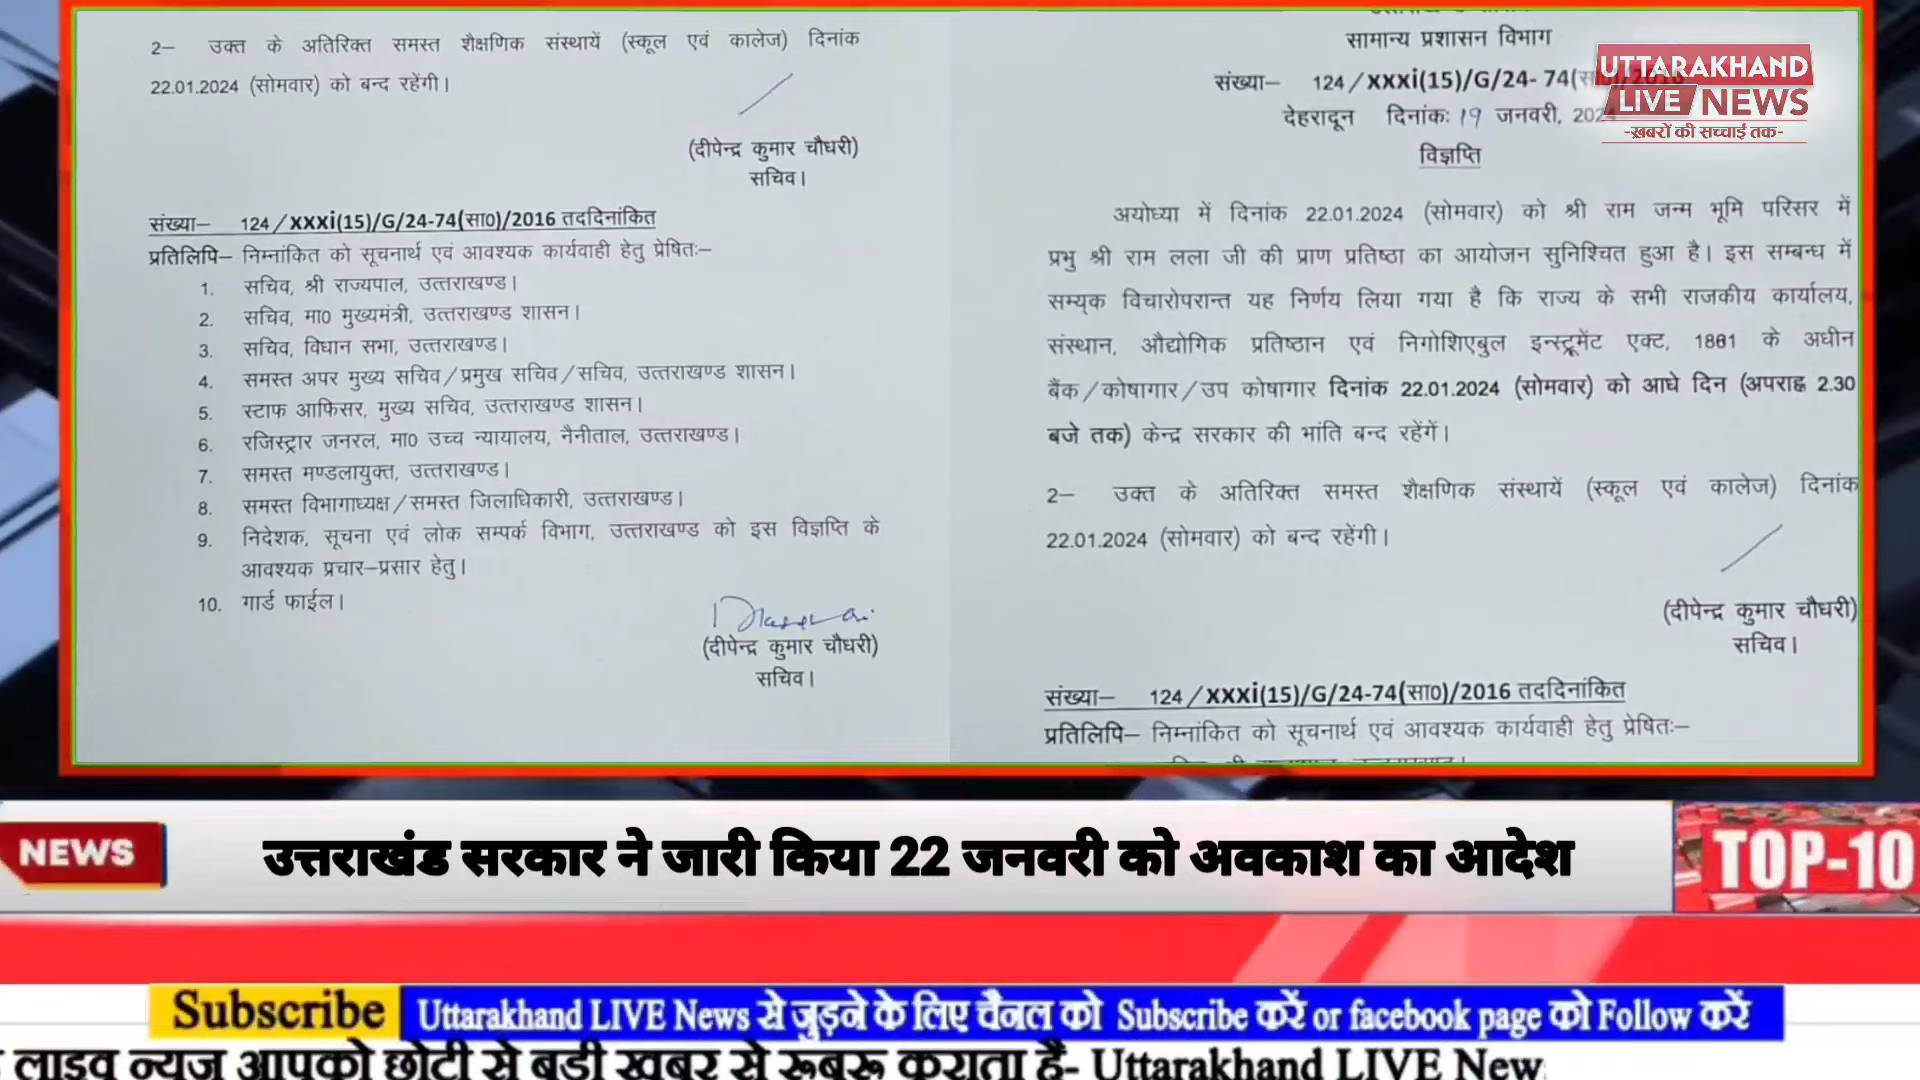 2– उक्त के अतिरिक्त समस्त शैक्षणिक संस्थायें (स्कूल एवं कालेज) दिनांक
22.01.2024 (सोमवार) को बन्द रहेंगी।
(दीपेन्द्र कुमार चौधरी)
सचिव।
संख्या– 124/XXXi(15)/G/24-74(सा0)/2016 तददिनांकित
प्रतिलिपि– निम्नांकित को सूचनार्थ एवं आवश्यक कार्यवाही हेतु प्रेषितः–
1. सचिव, श्री राज्यपाल, उत्तराखण्ड।
2. सचिव, मा0 मुख्यमंत्री, उत्तराखण्ड शासन।
3. सचिव, विधान सभा, उत्तराखण्ड।
4. समस्त अपर मुख्य सचिव/प्रमुख सचिव/सचिव, उत्तराखण्ड शासन।
5. स्टाफ आफिसर, मुख्य सचिव, उत्तराखण्ड शासन।
6. रजिस्ट्रार जनरल, मा0 उच्च न्यायालय, नैनीताल, उत्तराखण्ड।
7. समस्त मण्डलायुक्त, उत्तराखण्ड।
8. समस्त विभागाध्यक्ष/समस्त जिलाधिकारी, उत्तराखण्ड।
9. निदेशक, सूचना एवं लोक सम्पर्क विभाग, उत्तराखण्ड को इस विज्ञप्ति के
आवश्यक प्रचार–प्रसार हेतु।
10. गार्ड फाईल।
(दीपेन्द्र कुमार चौधरी)
सचिव।
सामान्य प्रशासन विभाग
संख्या– 124/XXXi(15)/G/24- 74(सा0)/2016
देहरादून दिनांकः 19 जनवरी, 2024
विज्ञप्ति
अयोध्या में दिनांक 22.01.2024 (सोमवार) को श्री राम जन्म भूमि परिसर में
प्रभु श्री राम लला जी की प्राण प्रतिष्ठा का आयोजन सुनिश्चित हुआ है। इस सम्बन्ध में
सम्यक् विचारोपरान्त यह निर्णय लिया गया है कि राज्य के सभी राजकीय कार्यालय,
संस्थान, औद्योगिक प्रतिष्ठान एवं निगोशिएबुल इन्स्ट्रूमेंट एक्ट, 1881 के अधीन
बैंक/कोषागार/उप कोषागार दिनांक 22.01.2024 (सोमवार) को आधे दिन (अपराह्न 2.30
बजे तक) केन्द्र सरकार की भांति बन्द रहेंगें।
2– उक्त के अतिरिक्त समस्त शैक्षणिक संस्थायें (स्कूल एवं कालेज) दिनांक
22.01.2024 (सोमवार) को बन्द रहेंगी।
(दीपेन्द्र कुमार चौधरी)
सचिव।
संख्या– 124/XXXi(15)/G/24-74(सा0)/2016 तददिनांकित
प्रतिलिपि– निम्नांकित को सूचनार्थ एवं आवश्यक कार्यवाही हेतु प्रेषितः–
UTTARAKHAND
LIVE NEWS
-ख़बरों की सच्चाई तक-
NEWS
उत्तराखंड सरकार ने जारी किया 22 जनवरी को अवकाश का आदेश
TOP-10
Subscribe
Uttarakhand LIVE News से जुड़ने के लिए चैनल को Subscribe करें or facebook page को Follow करें
लाइव न्यूज आपको छोटी से बड़ी खबर से रूबरू कराता है- Uttarakhand LIVE New